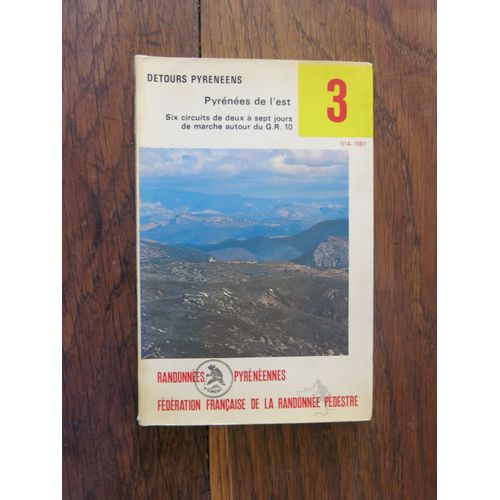 DETOURS PYRENEENS
Pyrénées de l'est
Six circuits de deux à sept jours
de marche autour du G.R. 10
3
014-1981
RANDONNÉES PYRÉNÉENNES
FÉDÉRATION FRANÇAISE DE LA RANDONNÉE PÉDESTRE